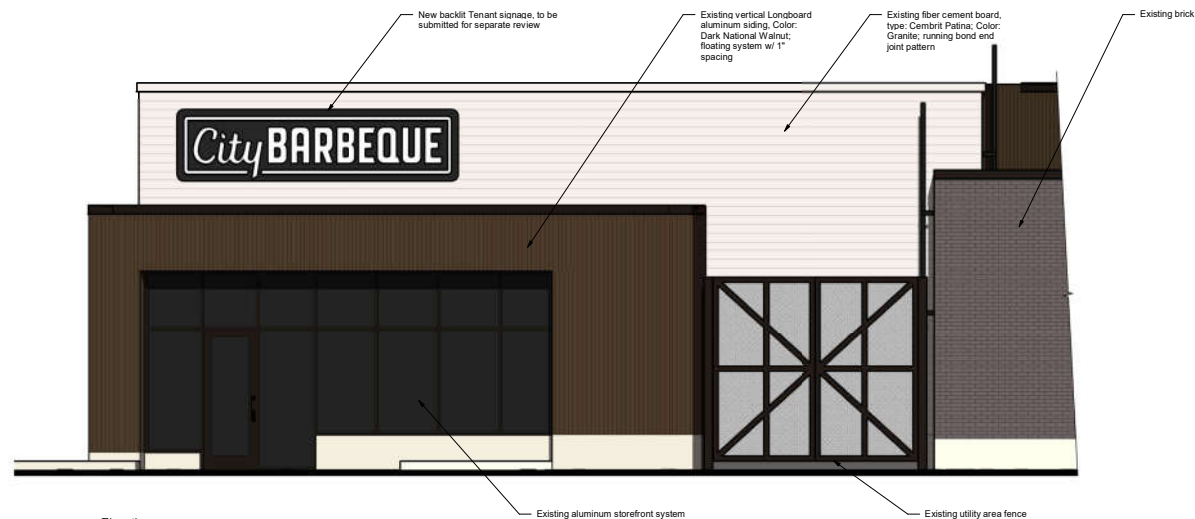 New backlit Tenant signage, to be
submitted for separate review
Existing vertical Longboard
aluminum siding, Color:
Dark National Walnut;
floating system w/ 1"
spacing
Existing fiber cement board,
type: Cembrit Patina; Color:
Granite; running bond end
joint pattern
Existing brick
City BARBEQUE
Existing aluminum storefront system
Existing utility area fence